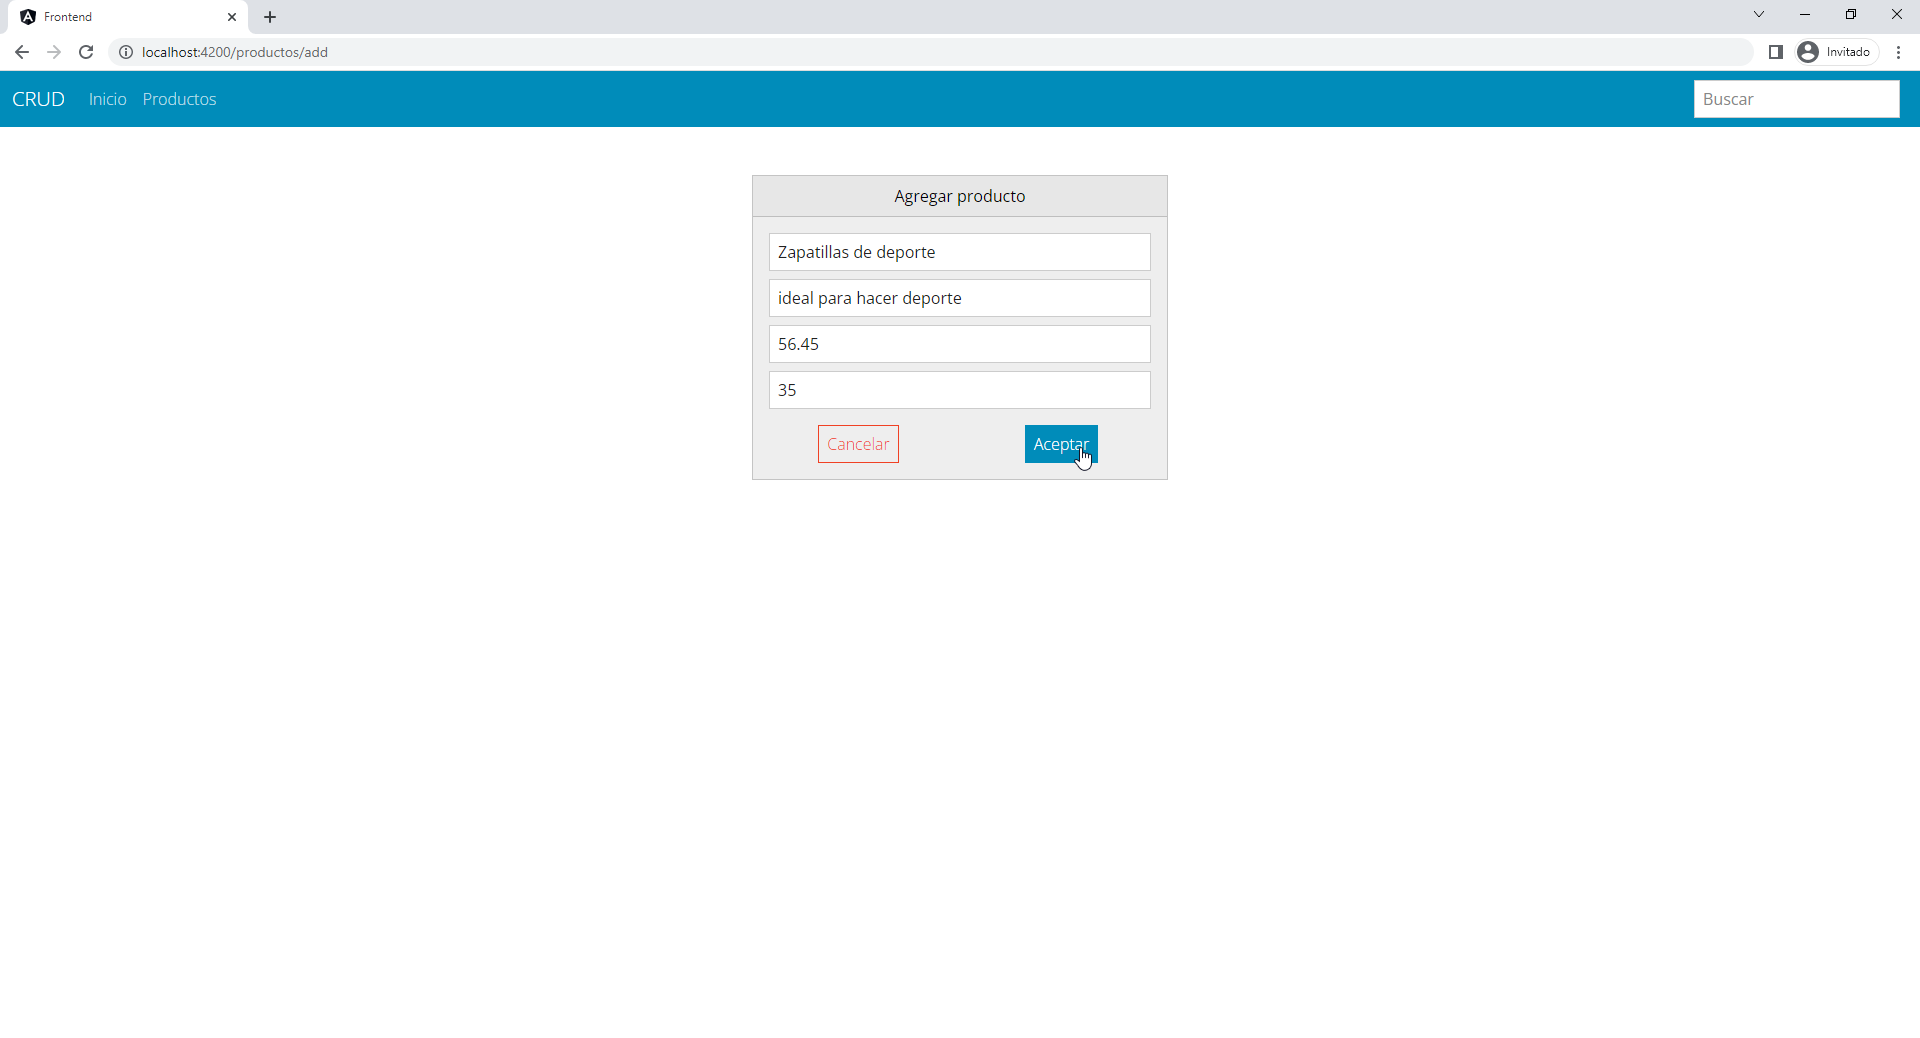 Frontend
localhost:4200/productos/add
Invitado
CRUD Inicio Productos
Buscar
Agregar producto
Zapatillas de deporte
ideal para hacer deporte
56.45
35
Cancelar Aceptar